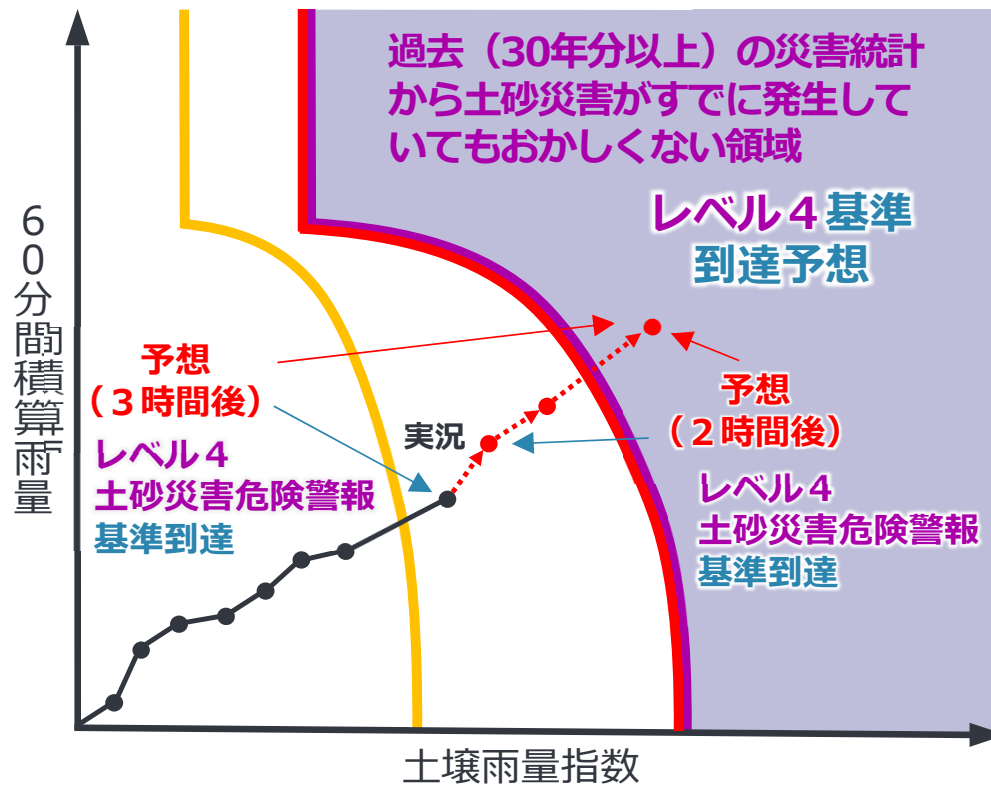 過去（30年分以上）の災害統計
から土砂災害がすでに発生して
いてもおかしくない領域
レベル４基準
到達予想
60分間積算雨量
予想
（３時間後）
レベル４
土砂災害危険警報
基準到達
実況
予想
（２時間後）
レベル４
土砂災害危険警報
基準到達
土壌雨量指数